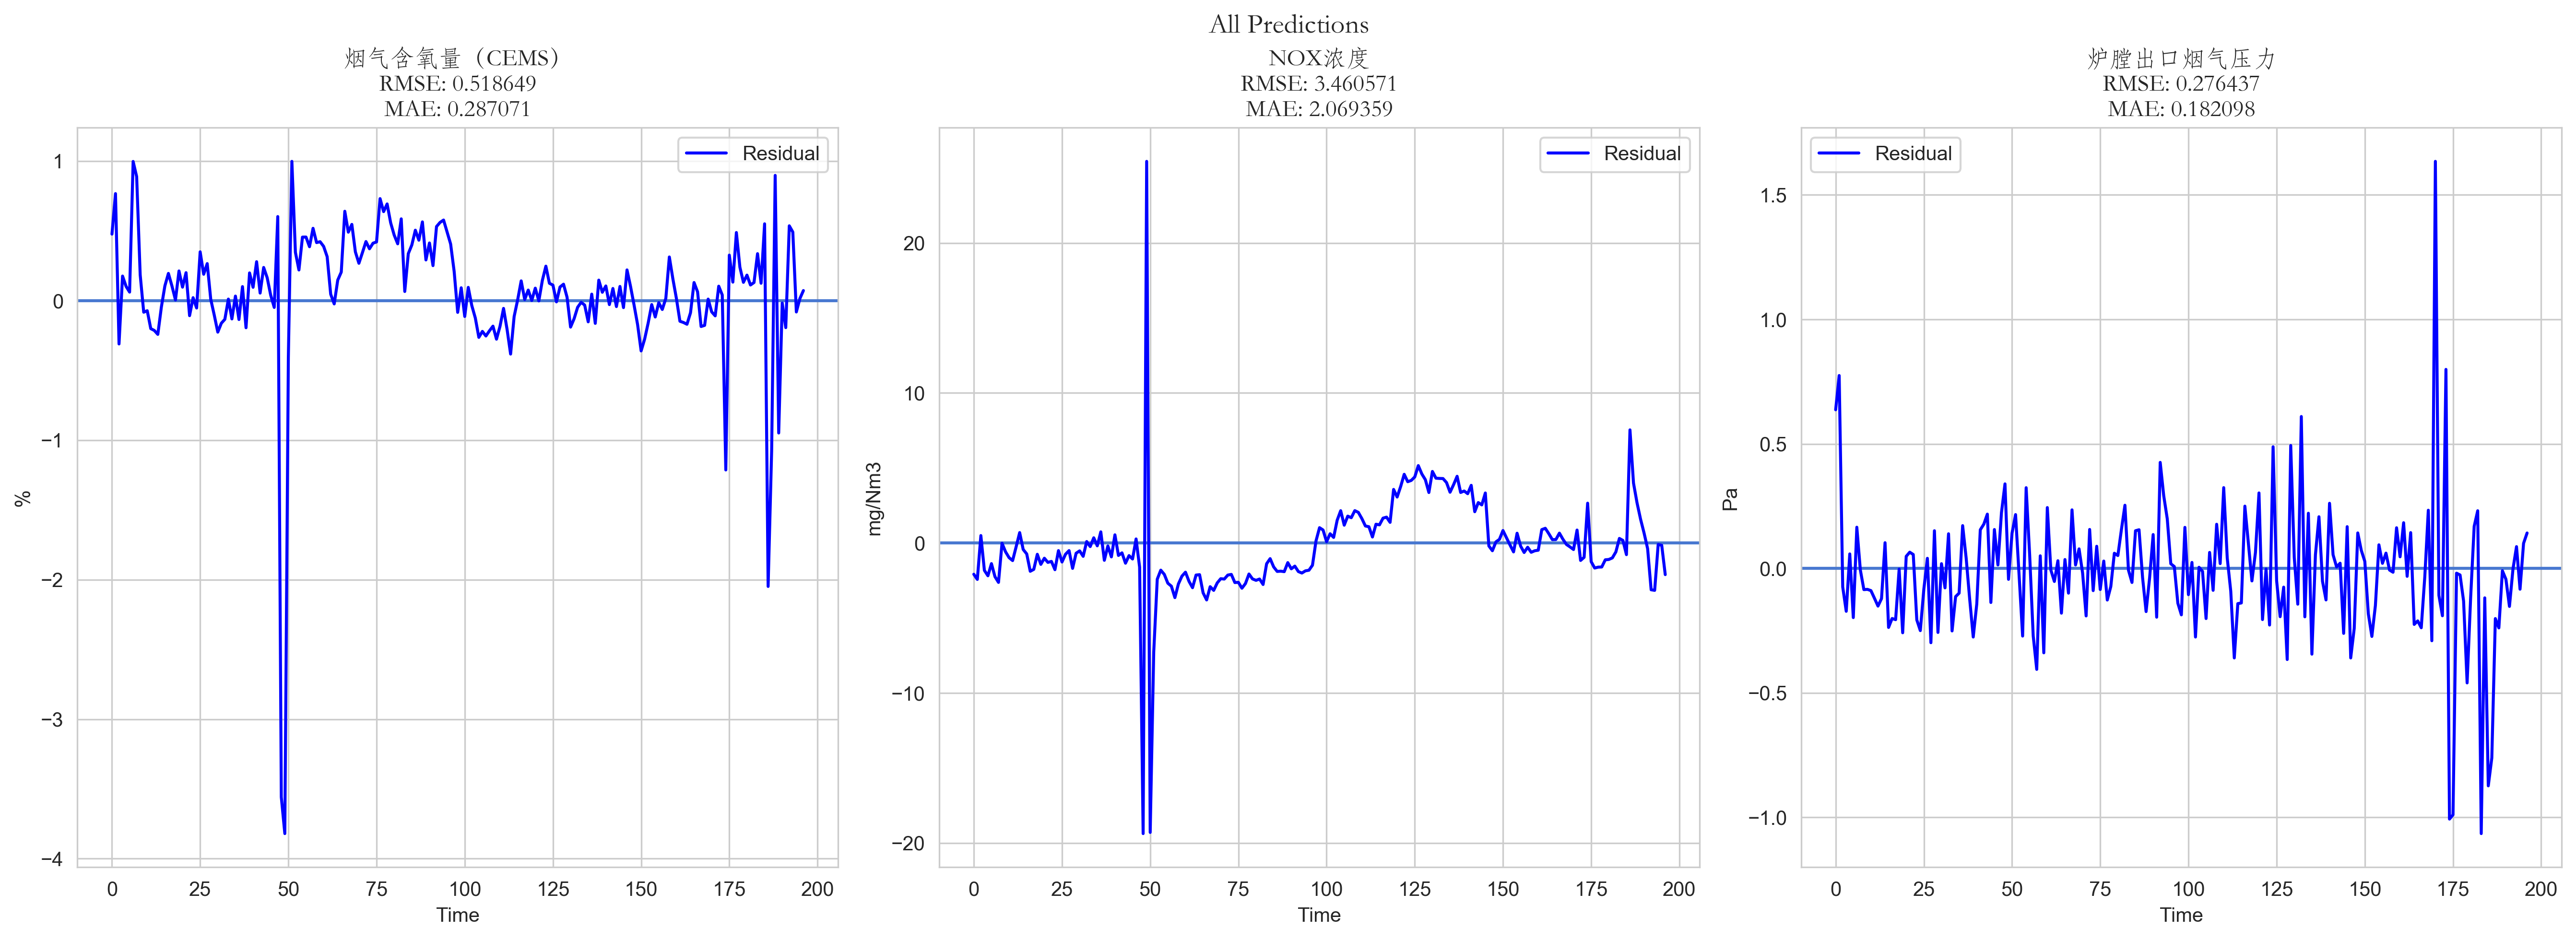 All Predictions
烟气含氧量（CEMS）
RMSE: 0.518649
MAE: 0.287071
Residual
1
0
−1
−2
−3
−4
%
0 25 50 75 100 125 150 175 200
Time
NOX浓度
RMSE: 3.460571
MAE: 2.069359
Residual
20
10
0
−10
−20
mg/Nm3
0 25 50 75 100 125 150 175 200
Time
炉膛出口烟气压力
RMSE: 0.276437
MAE: 0.182098
Residual
1.5
1.0
0.5
0.0
−0.5
−1.0
Pa
0 25 50 75 100 125 150 175 200
Time